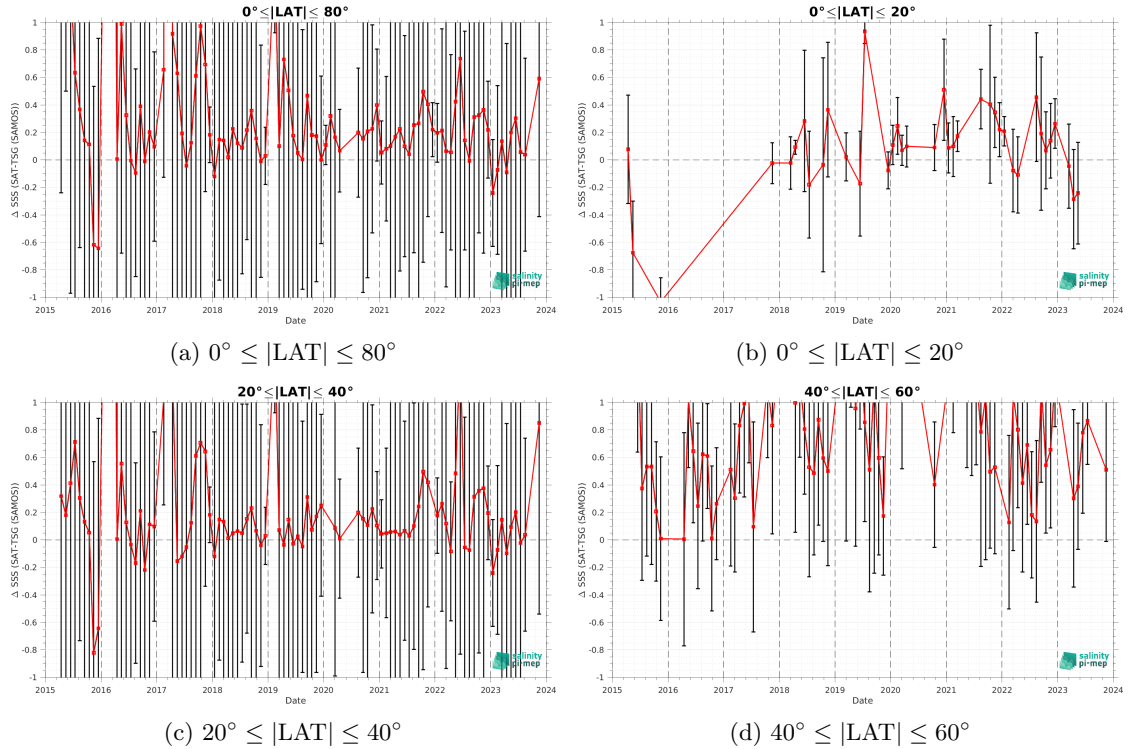 0°≤|LAT|≤ 80°
1
0.8
0.6
0.4
0.2
0
-0.2
-0.4
-0.6
-0.8
-1
Δ SSS (SAT-TSG (SAMOS))
2015 2016 2017 2018 2019 2020 2021 2022 2023 2024
Date
salinity
pi-mep
(a) 0° ≤ |LAT| ≤ 80°
0°≤|LAT|≤ 20°
1
0.8
0.6
0.4
0.2
0
-0.2
-0.4
-0.6
-0.8
-1
Δ SSS (SAT-TSG (SAMOS))
2015 2016 2017 2018 2019 2020 2021 2022 2023 2024
Date
salinity
pi-mep
(b) 0° ≤ |LAT| ≤ 20°
20°≤|LAT|≤ 40°
1
0.8
0.6
0.4
0.2
0
-0.2
-0.4
-0.6
-0.8
-1
Δ SSS (SAT-TSG (SAMOS))
2015 2016 2017 2018 2019 2020 2021 2022 2023 2024
Date
salinity
pi-mep
(c) 20° ≤ |LAT| ≤ 40°
40°≤|LAT|≤ 60°
1
0.8
0.6
0.4
0.2
0
-0.2
-0.4
-0.6
-0.8
-1
Δ SSS (SAT-TSG (SAMOS))
2015 2016 2017 2018 2019 2020 2021 2022 2023 2024
Date
salinity
pi-mep
(d) 40° ≤ |LAT| ≤ 60°